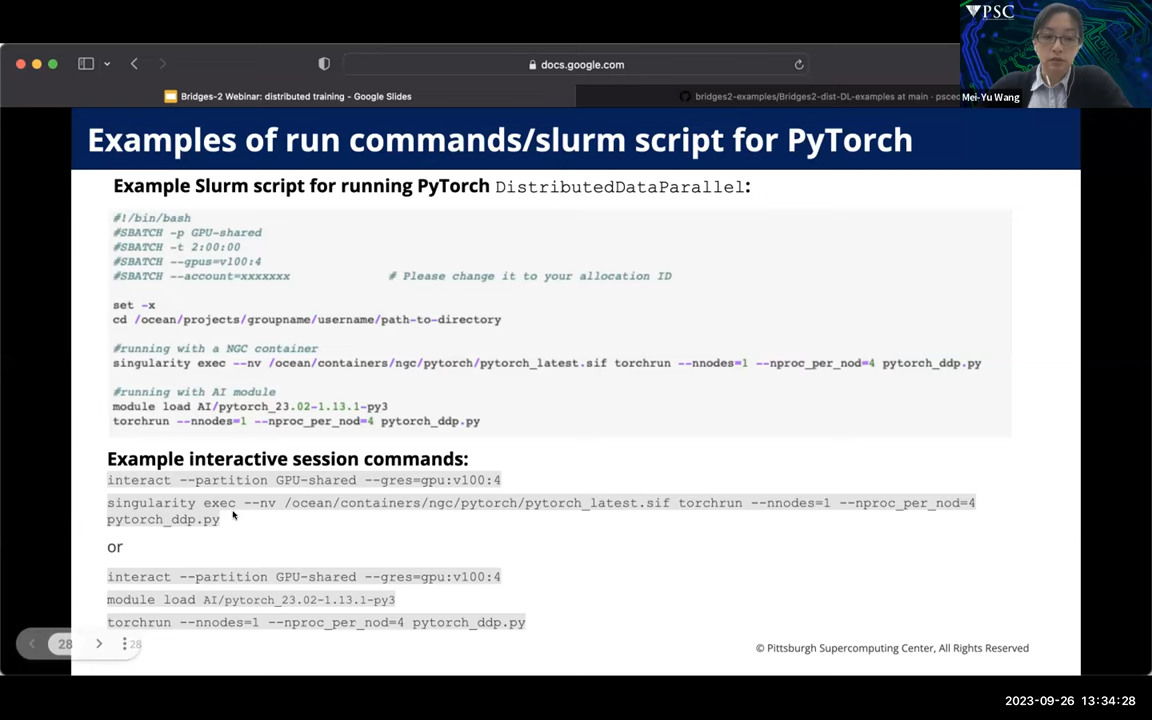 PSC
Mei-Yu Wang
docs.google.com
Bridges-2 Webinar: distributed training - Google Slides
bridges2-examples/Bridges2-dist-DL-examples at main · psced
Examples of run commands/slurm script for PyTorch
Example Slurm script for running PyTorch DistributedDataParallel:
#!/bin/bash
#SBATCH -p GPU-shared
#SBATCH -t 2:00:00
#SBATCH --gpus=v100:4
#SBATCH --account=xxxxxxx # Please change it to your allocation ID
set -x
cd /ocean/projects/groupname/username/path-to-directory
#running with a NGC container
singularity exec --nv /ocean/containers/ngc/pytorch/pytorch_latest.sif torchrun --nnodes=1 --nproc_per_nod=4 pytorch_ddp.py
#running with AI module
module load AI/pytorch_23.02-1.13.1-py3
torchrun --nnodes=1 --nproc_per_nod=4 pytorch_ddp.py
Example interactive session commands:
interact --partition GPU-shared --gres=gpu:v100:4
singularity exec --nv /ocean/containers/ngc/pytorch/pytorch_latest.sif torchrun --nnodes=1 --nproc_per_nod=4
pytorch_ddp.py
or
interact --partition GPU-shared --gres=gpu:v100:4
module load AI/pytorch_23.02-1.13.1-py3
torchrun --nnodes=1 --nproc_per_nod=4 pytorch_ddp.py
28
28
© Pittsburgh Supercomputing Center, All Rights Reserved
2023-09-26 13:34:28